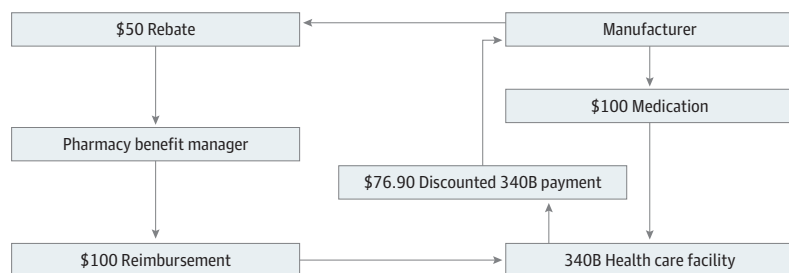 $50 Rebate
Manufacturer
$100 Medication
Pharmacy benefit manager
$76.90 Discounted 340B payment
$100 Reimbursement
340B Health care facility